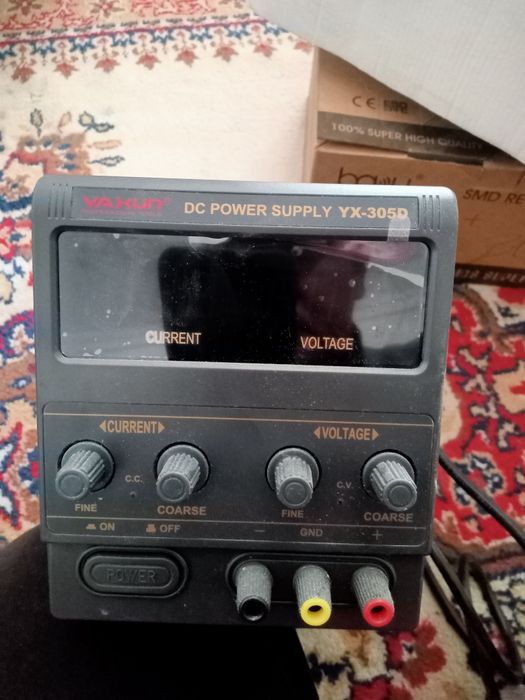 CE
100% SUPER HIGH QUALITY
SMD RE
YAXUN®
DC POWER SUPPLY YX-305D
CURRENT
VOLTAGE
CURRENT
VOLTAGE
C.C.
C.V.
FINE
COARSE
FINE
COARSE
ON
OFF
−
GND
+
POWER